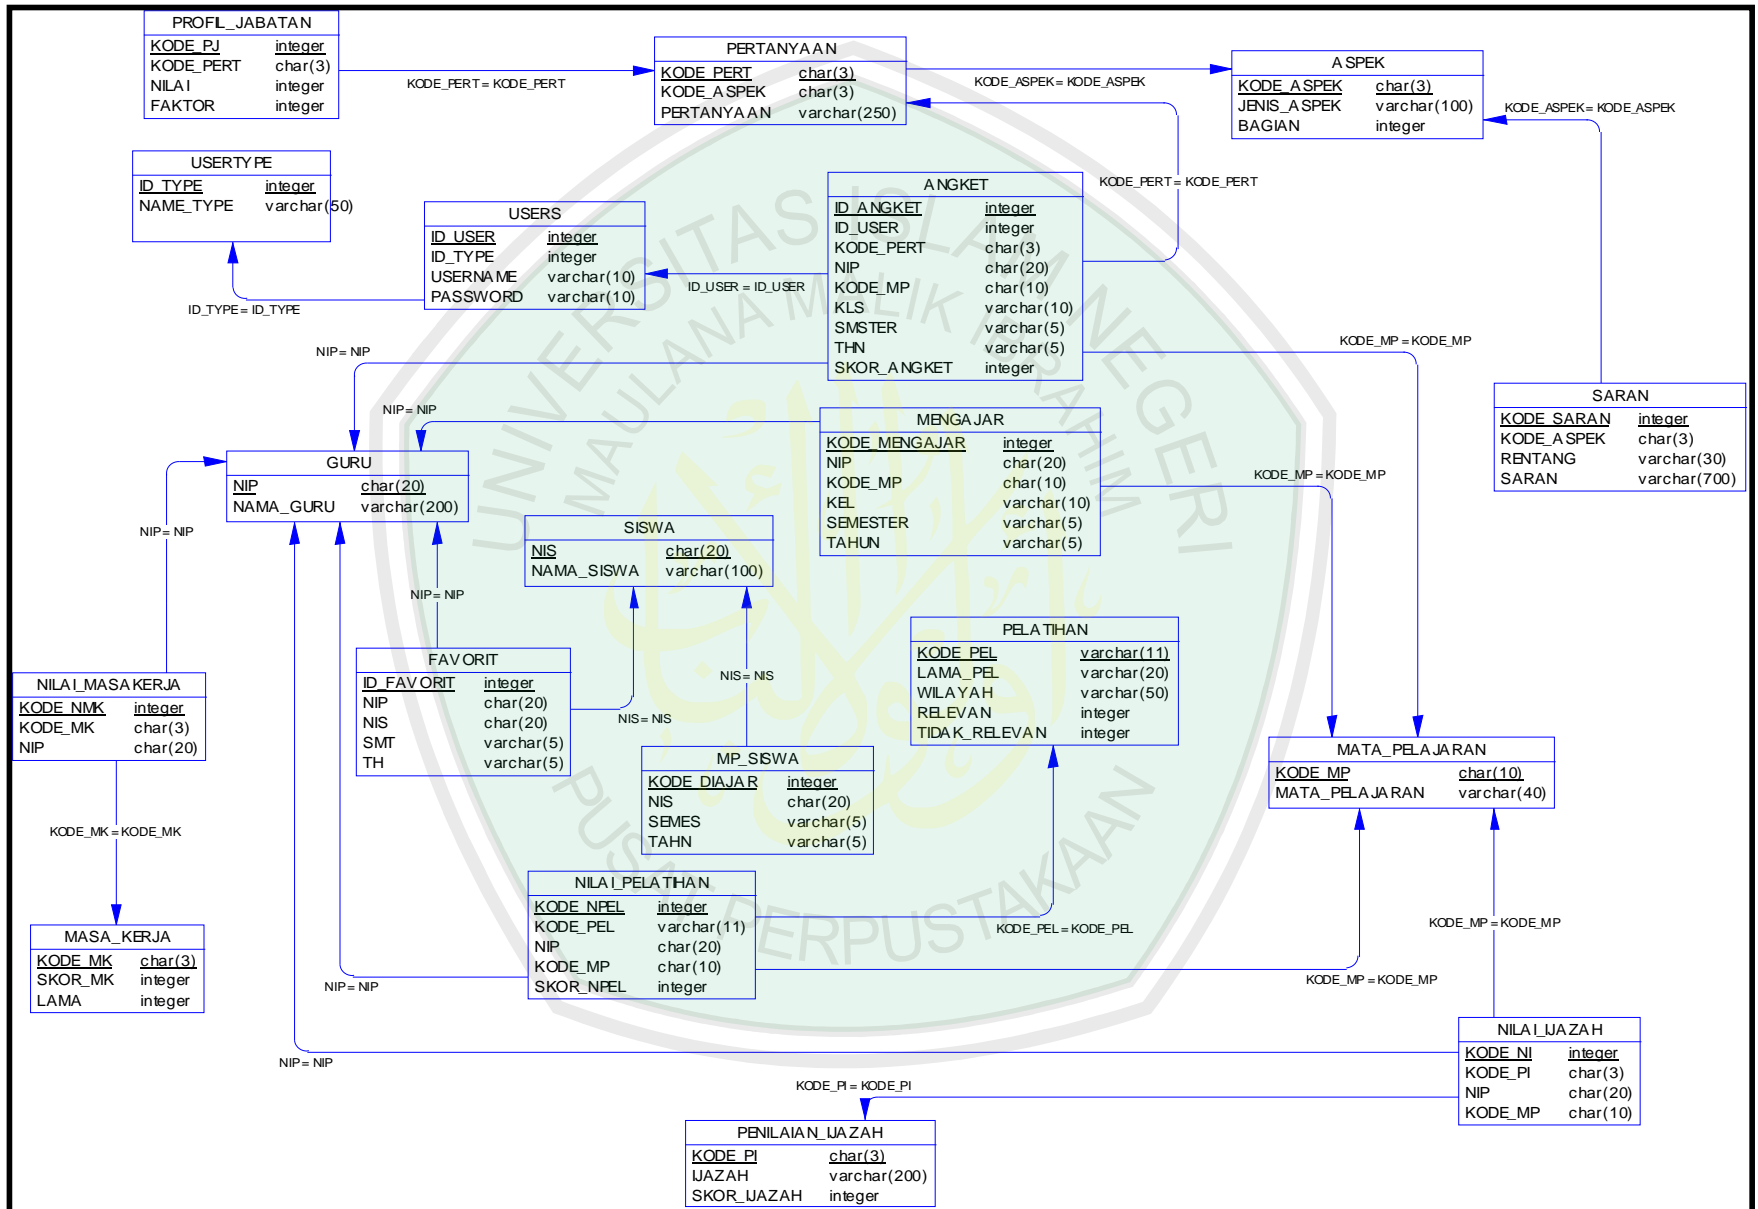 PROFIL_JABATAN
KODE_PJ integer
KODE_PERT char(3)
NILAI integer
FAKTOR integer
KODE_PERT = KODE_PERT
PERTANYAAN
KODE_PERT char(3)
KODE_ASPEK char(3)
PERTANYAAN varchar(250)
KODE_ASPEK = KODE_ASPEK
ASPEK
KODE_ASPEK char(3)
JENIS_ASPEK varchar(100)
BAGIAN integer
KODE_ASPEK = KODE_ASPEK
USERTYPE
ID_TYPE integer
NAME_TYPE varchar(50)
ID_TYPE = ID_TYPE
USERS
ID_USER integer
ID_TYPE integer
USERNAME varchar(10)
PASSWORD varchar(10)
ID_USER = ID_USER
ANGKET
ID_ANGKET integer
ID_USER integer
KODE_PERT char(3)
NIP char(20)
KODE_MP char(10)
KLS varchar(10)
SMSTER varchar(5)
THN varchar(5)
SKOR_ANGKET integer
KODE_PERT = KODE_PERT
KODE_MP = KODE_MP
NIP = NIP
SARAN
KODE_SARAN integer
KODE_ASPEK char(3)
RENTANG varchar(30)
SARAN varchar(700)
NIP = NIP
MENGAJAR
KODE_MENGAJAR integer
NIP char(20)
KODE_MP char(10)
KEL varchar(10)
SEMESTER varchar(5)
TAHUN varchar(5)
KODE_MP = KODE_MP
GURU
NIP char(20)
NAMA_GURU varchar(200)
NIP = NIP
SISWA
NIS char(20)
NAMA_SISWA varchar(100)
NIP = NIP
FAVORIT
ID_FAVORIT integer
NIP char(20)
NIS char(20)
SMT varchar(5)
TH varchar(5)
NIS = NIS
NIS = NIS
PELATIHAN
KODE_PEL varchar(11)
LAMA_PEL varchar(20)
WILAYAH varchar(50)
RELEVAN integer
TIDAK_RELEVAN integer
NILAI_MASAKERJA
KODE_NMK integer
KODE_MK char(3)
NIP char(20)
KODE_MK = KODE_MK
MP_SISWA
KODE_DIAJAR integer
NIS char(20)
SEMES varchar(5)
TAHN varchar(5)
MATA_PELAJARAN
KODE_MP char(10)
MATA_PELAJARAN varchar(40)
MASA_KERJA
KODE_MK char(3)
SKOR_MK integer
LAMA integer
NILAI_PELATIHAN
KODE_NPEL integer
KODE_PEL varchar(11)
NIP char(20)
KODE_MP char(10)
SKOR_NPEL integer
NIP = NIP
KODE_PEL = KODE_PEL
KODE_MP = KODE_MP
KODE_MP = KODE_MP
NILAI_IJAZAH
KODE_NI integer
KODE_PI char(3)
NIP char(20)
KODE_MP char(10)
NIP = NIP
KODE_PI = KODE_PI
PENILAIAN_IJAZAH
KODE_PI char(3)
IJAZAH varchar(200)
SKOR_IJAZAH integer
UNIVERSITAS ISLAM NEGERI
MAULANA MALIK IBRAHIM
PUSAT PERPUSTAKAAN